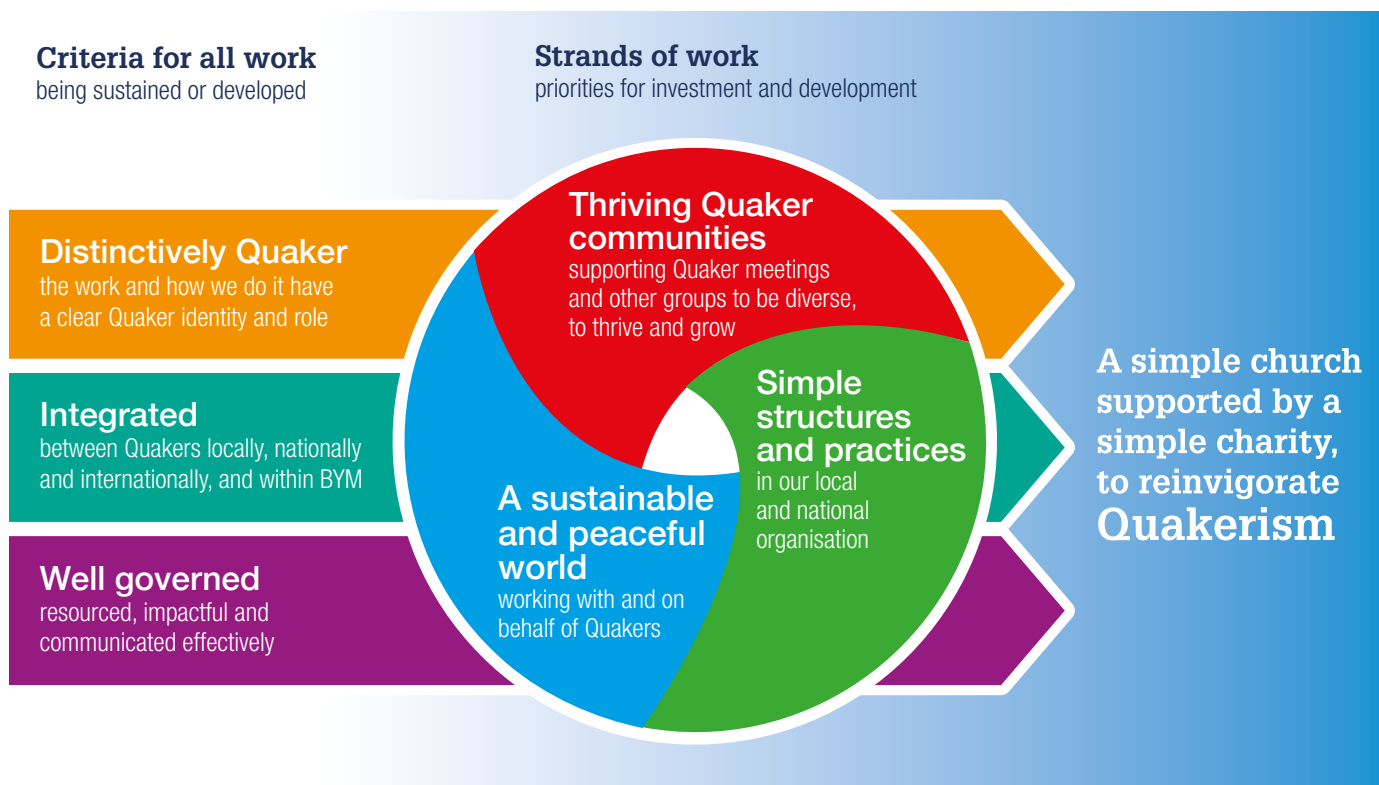 Criteria for all work
being sustained or developed
Strands of work
priorities for investment and development
Distinctively Quaker
the work and how we do it have
a clear Quaker identity and role
Integrated
between Quakers locally, nationally
and internationally, and within BYM
Well governed
resourced, impactful and
communicated effectively
Thriving Quaker
communities
supporting Quaker meetings
and other groups to be diverse,
to thrive and grow
Simple
structures
and practices
in our local
and national
organisation
A sustainable
and peaceful
world
working with and on
behalf of Quakers
A simple church
supported by a
simple charity,
to reinvigorate
Quakerism